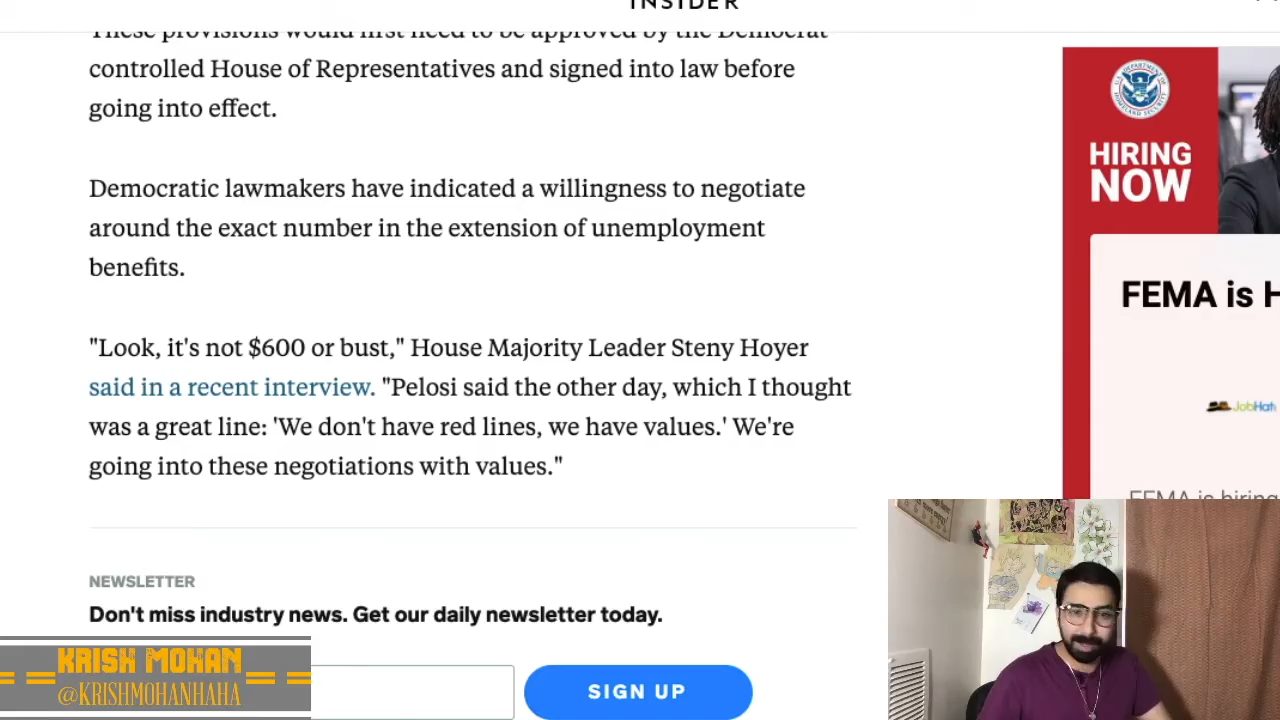 INSIDER
These provisions would first need to be approved by the Democrat
controlled House of Representatives and signed into law before
going into effect.
Democratic lawmakers have indicated a willingness to negotiate
around the exact number in the extension of unemployment
benefits.
"Look, it's not $600 or bust," House Majority Leader Steny Hoyer
said in a recent interview. "Pelosi said the other day, which I thought
was a great line: 'We don't have red lines, we have values.' We're
going into these negotiations with values."
NEWSLETTER
Don't miss industry news. Get our daily newsletter today.
SIGN UP
HIRING
NOW
FEMA is H
JobHat
FEMA is hiring
KRISH MOHAN
@KRISHMOHANHAHA